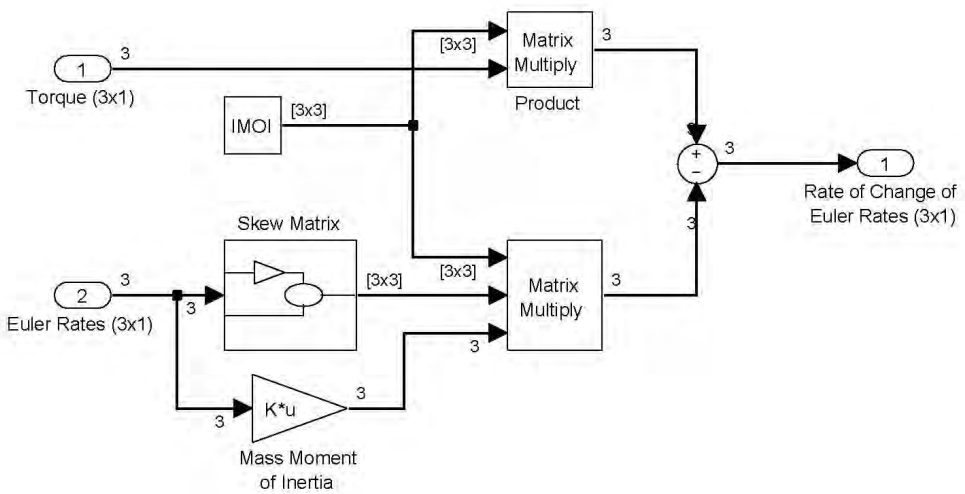 3
[3x3]
Matrix
Multiply
3
1
Torque (3x1)
Product
IMOI
[3x3]
3
+
−
3
1
Rate of Change of
Euler Rates (3x1)
3
Skew Matrix
3
2
Euler Rates (3x1)
3
[3x3]
[3x3]
Matrix
Multiply
3
3
K*u
3
3
Mass Moment
of Inertia